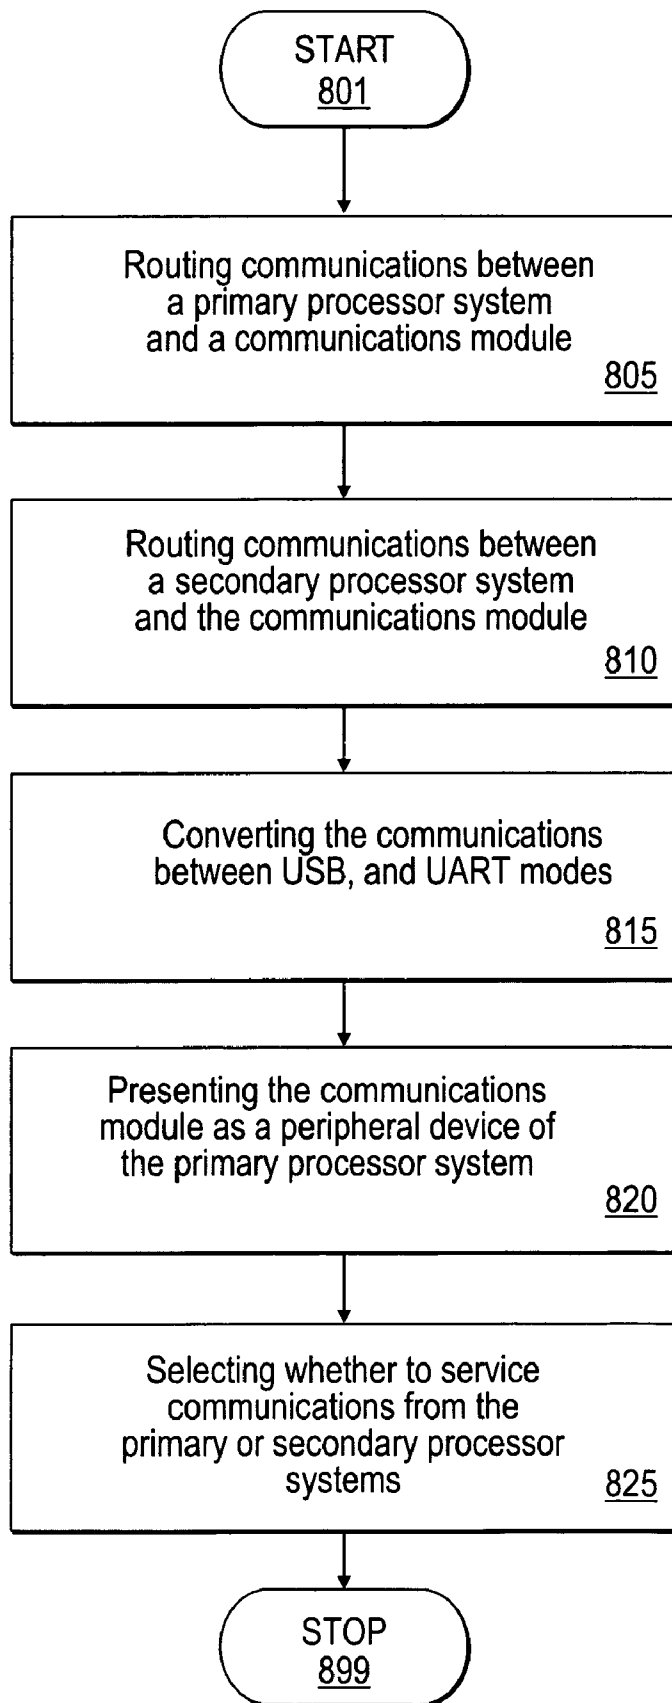 START
801
Routing communications between
a primary processor system
and a communications module
805
Routing communications between
a secondary processor system
and the communications module
810
Converting the communications
between USB, and UART modes
815
Presenting the communications
module as a peripheral device of
the primary processor system
820
Selecting whether to service
communications from the
primary or secondary processor
systems
825
STOP
899